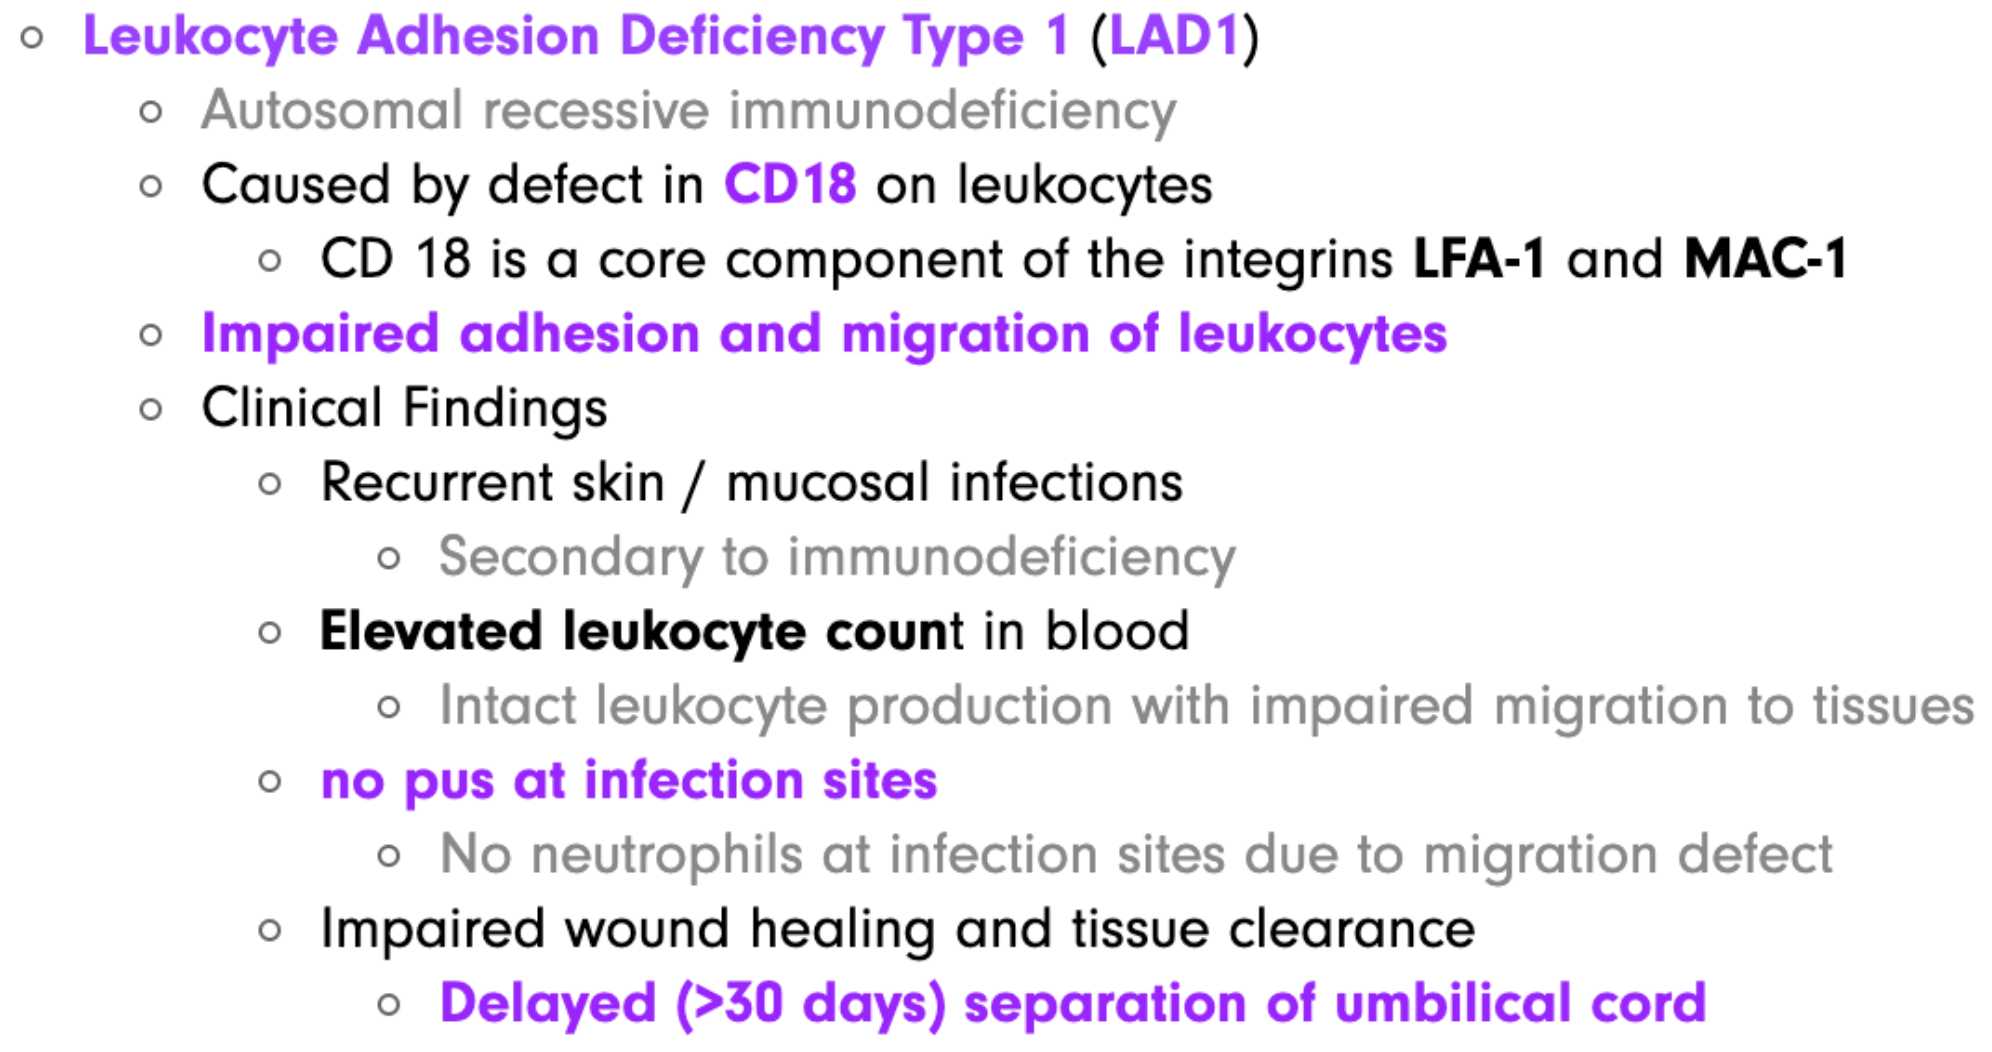 Leukocyte Adhesion Deficiency Type 1 (LAD1)
Autosomal recessive immunodeficiency
Caused by defect in CD18 on leukocytes
CD 18 is a core component of the integrins LFA-1 and MAC-1
Impaired adhesion and migration of leukocytes
Clinical Findings
Recurrent skin / mucosal infections
Secondary to immunodeficiency
Elevated leukocyte count in blood
Intact leukocyte production with impaired migration to tissues
no pus at infection sites
No neutrophils at infection sites due to migration defect
Impaired wound healing and tissue clearance
Delayed (>30 days) separation of umbilical cord